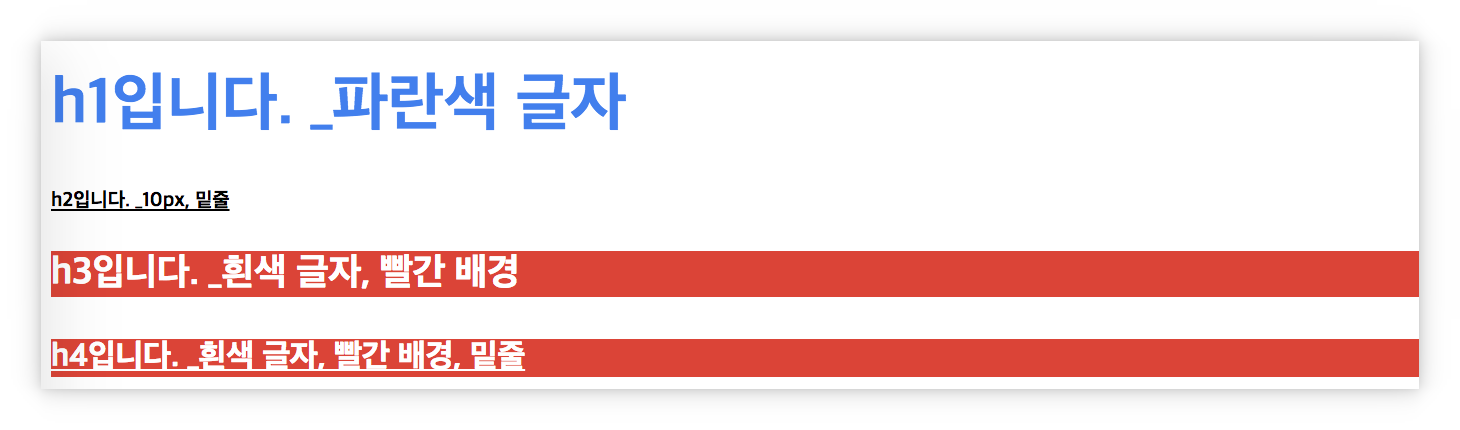 h1입니다. _파란색 글자
h2입니다. _10px, 밑줄
h3입니다. _흰색 글자, 빨간 배경
h4입니다. _흰색 글자, 빨간 배경, 밑줄